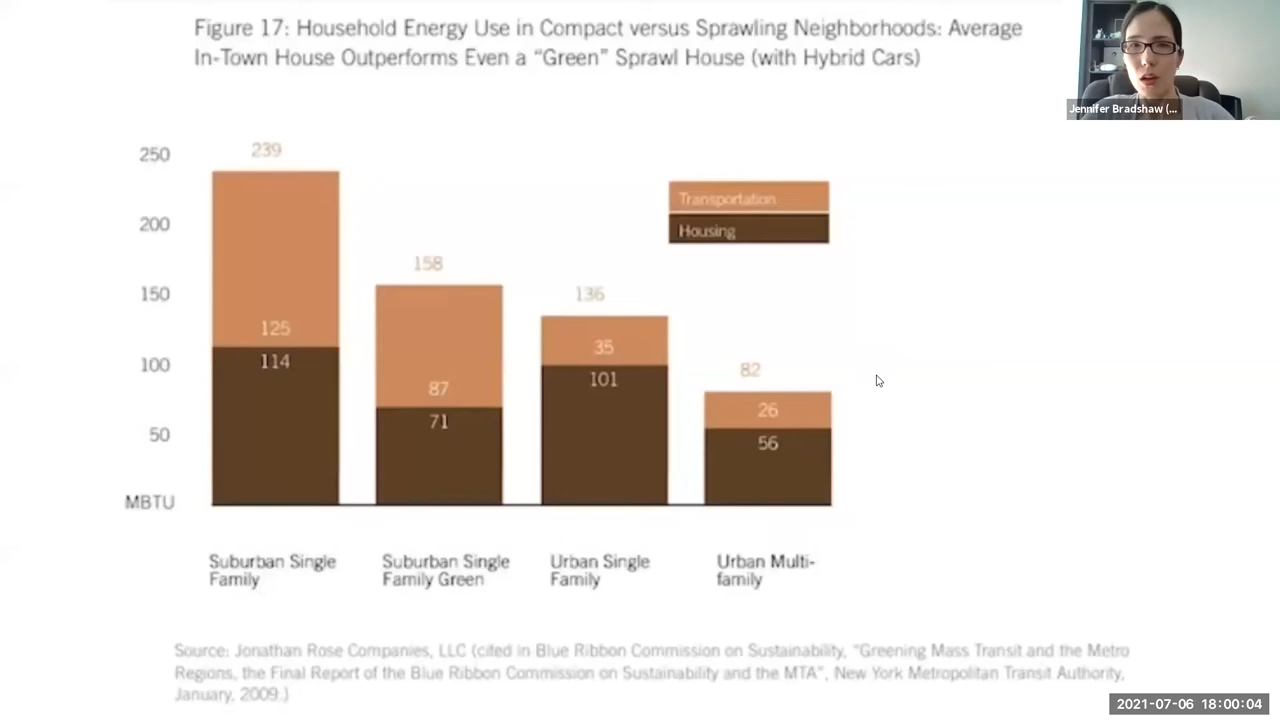 Figure 17: Household Energy Use in Compact versus Sprawling Neighborhoods: Average
In-Town House Outperforms Even a “Green” Sprawl House (with Hybrid Cars)
Jennifer Bradshaw (...
250
200
150
100
50
MBTU
239
125
114
158
87
71
136
35
101
82
26
56
Transportation
Housing
Suburban Single
Family
Suburban Single
Family Green
Urban Single
Family
Urban Multi-
family
Source: Jonathan Rose Companies, LLC (cited in Blue Ribbon Commission on Sustainability, “Greening Mass Transit and the Metro
Regions, the Final Report of the Blue Ribbon Commission on Sustainability and the MTA”, New York Metropolitan Transit Authority,
January, 2009.)
2021-07-06 18:00:04